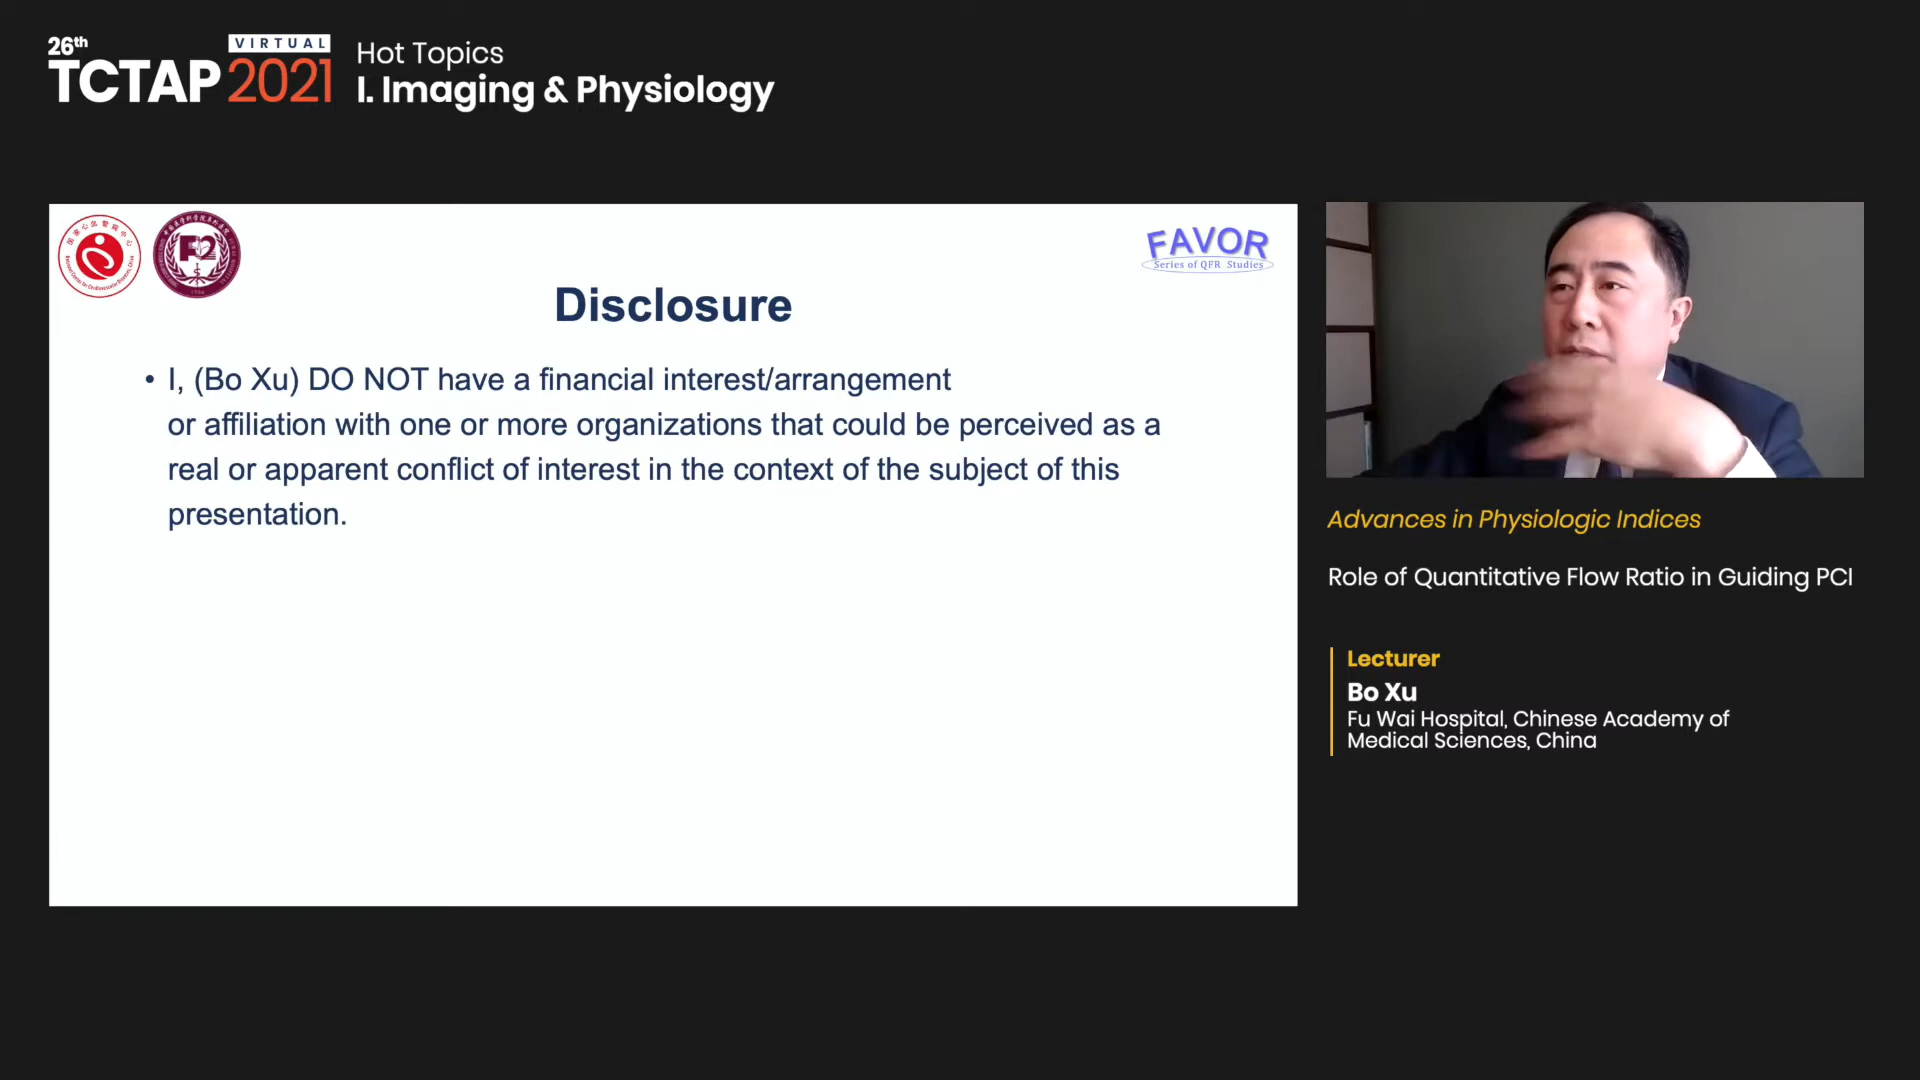 26th
VIRTUAL
TCTAP 2021
Hot Topics
I. Imaging & Physiology
FAVOR
Series of QFR Studies
Disclosure
• I, (Bo Xu) DO NOT have a financial interest/arrangement
or affiliation with one or more organizations that could be perceived as a
real or apparent conflict of interest in the context of the subject of this
presentation.
Advances in Physiologic Indices
Role of Quantitative Flow Ratio in Guiding PCI
Lecturer
Bo Xu
Fu Wai Hospital, Chinese Academy of
Medical Sciences, China